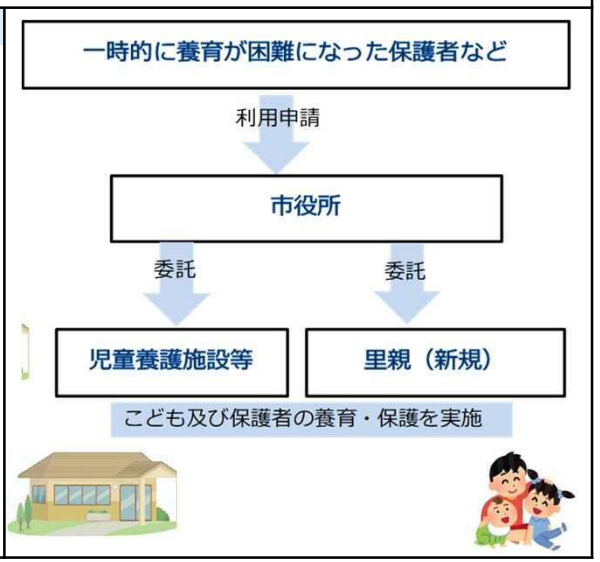 一時的に養育が困難になった保護者など
利用申請
市役所
委託
委託
児童養護施設等
里親（新規）
こども及び保護者の養育・保護を実施